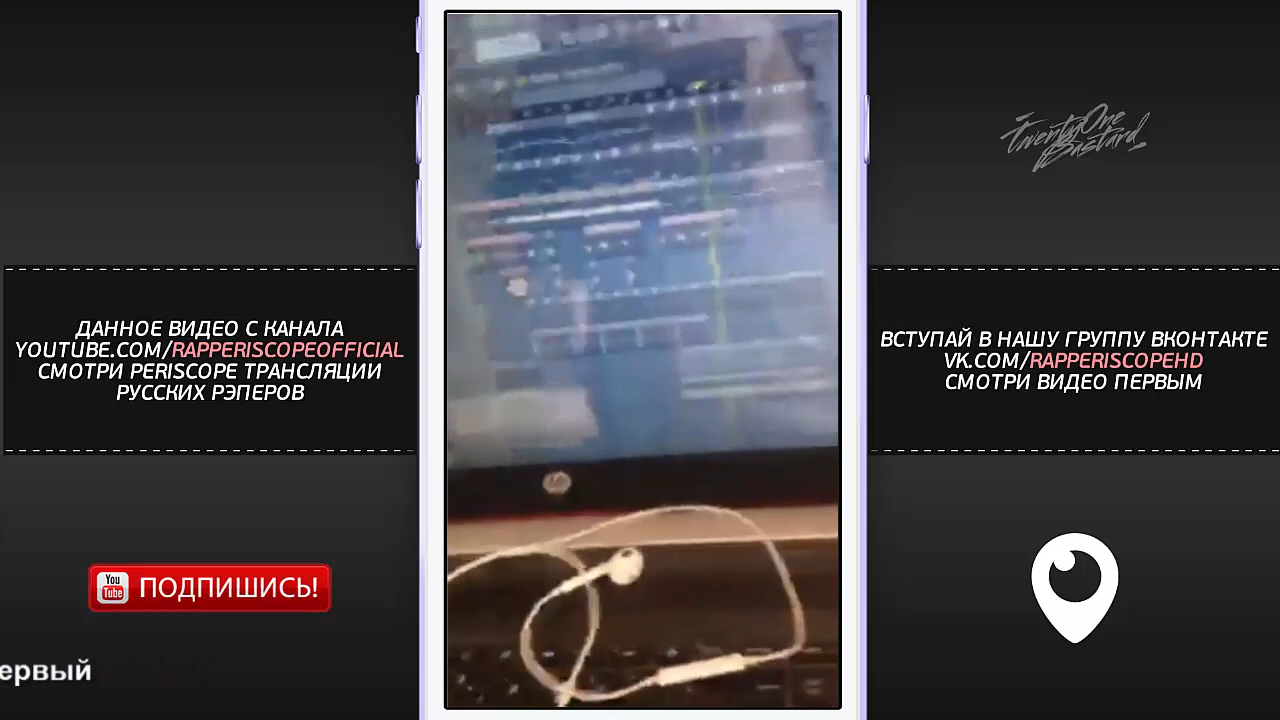 TwentyOne
Bastard
ДАННОЕ ВИДЕО С КАНАЛА
YOUTUBE.COM/RAPPERISCOPEOFFICIAL
СМОТРИ PERISCOPE ТРАНСЛЯЦИИ
РУССКИХ РЭПЕРОВ
ВСТУПАЙ В НАШУ ГРУППУ ВКОНТАКТЕ
VK.COM/RAPPERISCOPEHD
СМОТРИ ВИДЕО ПЕРВЫМ
You
Tube
ПОДПИШИСЬ!
ервый